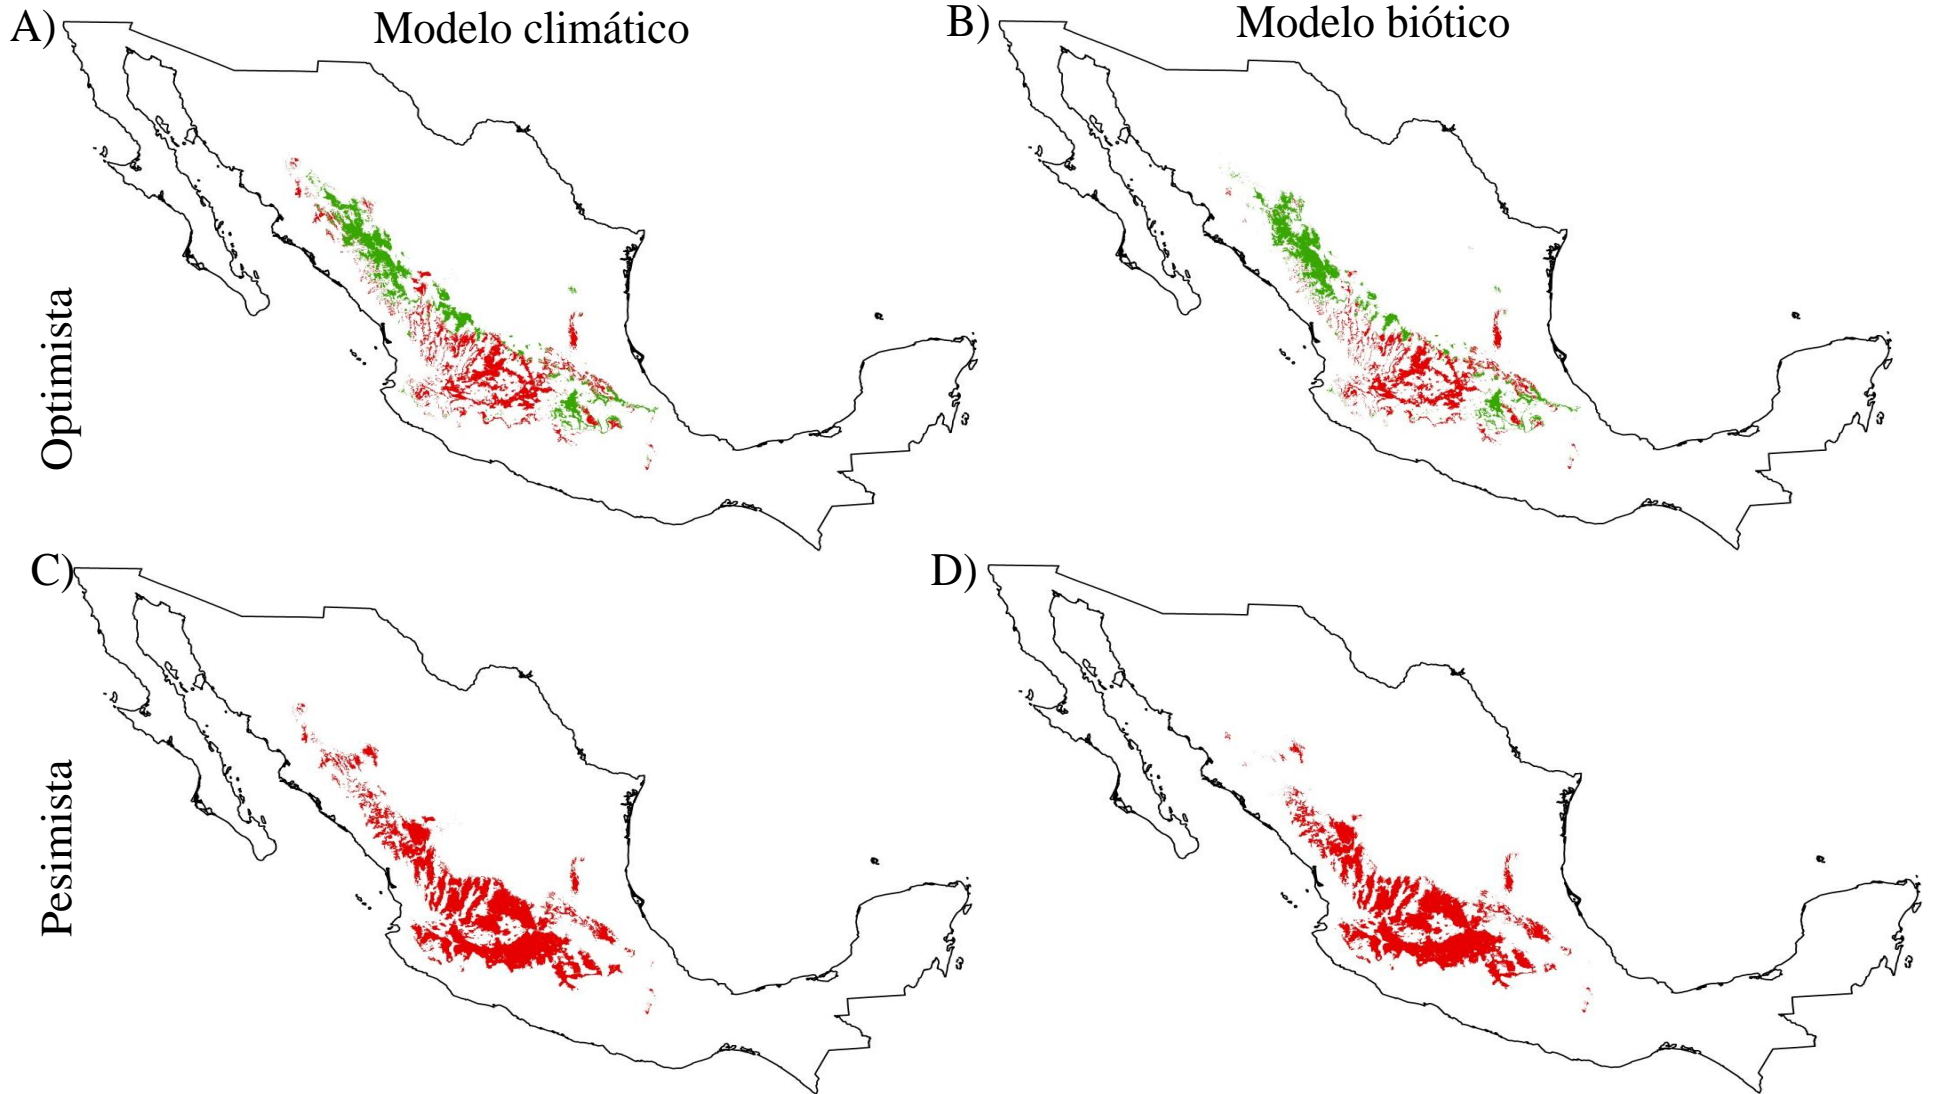 A)
Modelo climático
B)
Modelo biótico
Optimista
C)
D)
Pesimista